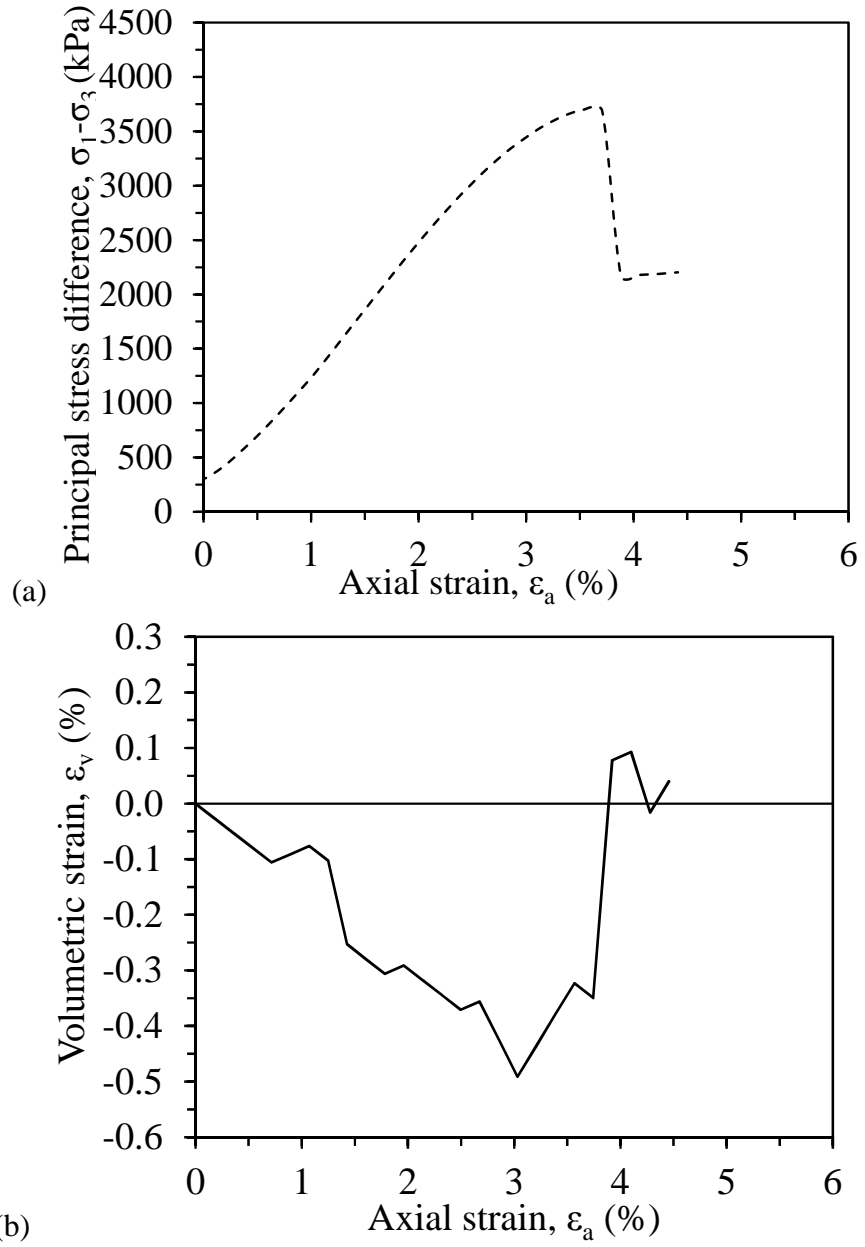 Principal stress difference, σ1-σ3 (kPa)
4500
4000
3500
3000
2500
2000
1500
1000
500
0
0 1 2 3 4 5 6
Axial strain, εa (%)
(a)
Volumetric strain, εv (%)
0.3
0.2
0.1
0.0
-0.1
-0.2
-0.3
-0.4
-0.5
-0.6
0 1 2 3 4 5 6
Axial strain, εa (%)
(b)